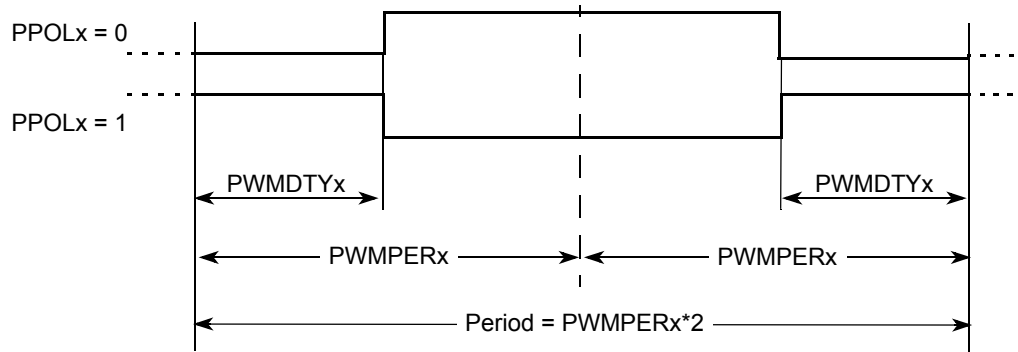 PPOLx = 0
PPOLx = 1
PWMDTYx
PWMDTYx
PWMPERx
PWMPERx
Period = PWMPERx*2